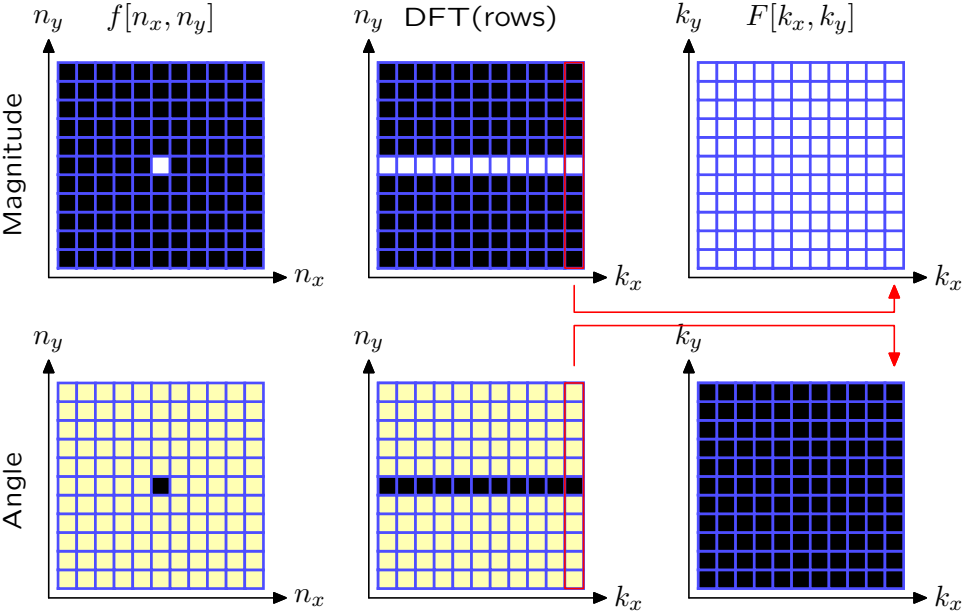 n_y f[n_x, n_y] n_y DFT(rows) k_y F[k_x, k_y]
Magnitude
n_x k_x k_x
n_y n_y k_y
Angle
n_x k_x k_x